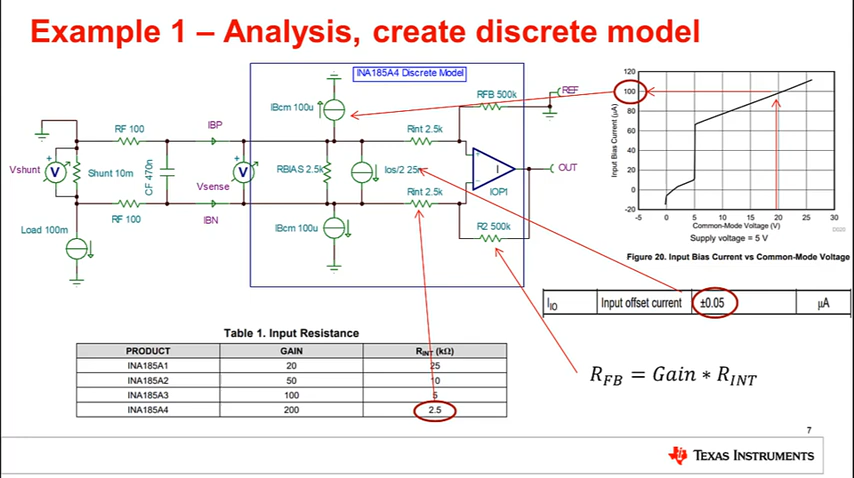 Example 1 – Analysis, create discrete model
INA185A4 Discrete Model
IBcm 100u
RFB 500k
REF
RF 100
IBP
Rint 2.5k
+
Vshunt
V
Shunt 10m
CF 470n
+
V
Vsense
RBIAS 2.5k
Ios/2 25n
Rint 2.5k
+
-
I
IOP1
OUT
RF 100
IBN
Load 100m
IBcm 100u
R2 500k
Input Bias Current (µA)
120
100
80
60
40
20
0
-20
-5 0 5 10 15 20 25 30
Common-Mode Voltage (V)
D020
Supply voltage = 5 V
Figure 20. Input Bias Current vs Common-Mode Voltage
I_IO Input offset current ±0.05 µA
Table 1. Input Resistance
PRODUCT GAIN R_INT (kΩ)
INA185A1 20 25
INA185A2 50 10
INA185A3 100 5
INA185A4 200 2.5
R_FB = Gain ∗ R_INT
7
TEXAS INSTRUMENTS